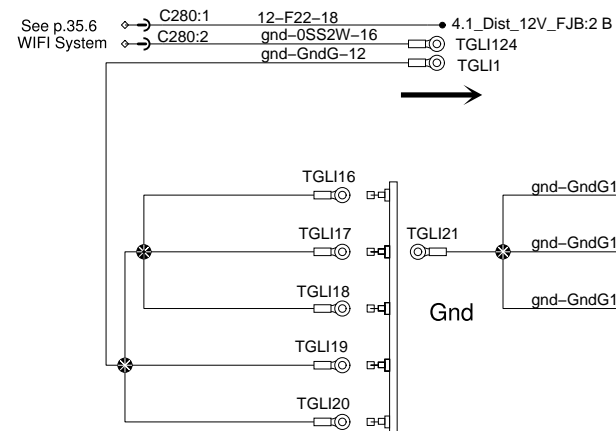 See p.35.6
WIFI System
C280:1
12−F22−18
4.1_Dist_12V_FJB:2 B
C280:2
gnd−0SS2W−16
TGLI124
gnd−GndG−12
TGLI1
TGLI16
gnd−GndG1
TGLI17
TGLI21
gnd−GndG1
TGLI18
Gnd
gnd−GndG1
TGLI19
TGLI20